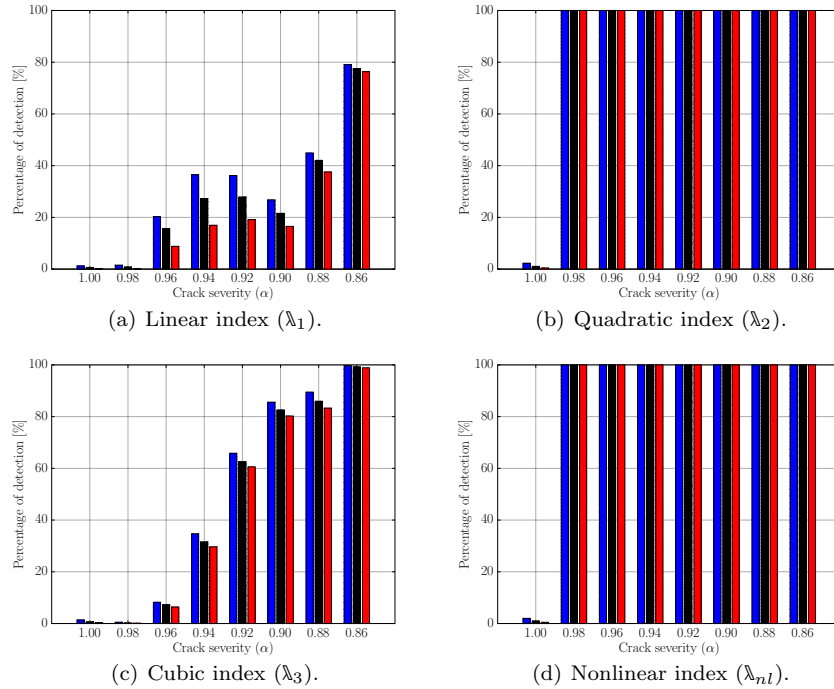 Percentage of detection [%]
100
80
60
40
20
0
1.00 0.98 0.96 0.94 0.92 0.90 0.88 0.86
Crack severity (α)
(a) Linear index (λ₁).
Percentage of detection [%]
100
80
60
40
20
0
1.00 0.98 0.96 0.94 0.92 0.90 0.88 0.86
Crack severity (α)
(b) Quadratic index (λ₂).
Percentage of detection [%]
100
80
60
40
20
0
1.00 0.98 0.96 0.94 0.92 0.90 0.88 0.86
Crack severity (α)
(c) Cubic index (λ₃).
Percentage of detection [%]
100
80
60
40
20
0
1.00 0.98 0.96 0.94 0.92 0.90 0.88 0.86
Crack severity (α)
(d) Nonlinear index (λₙₗ).